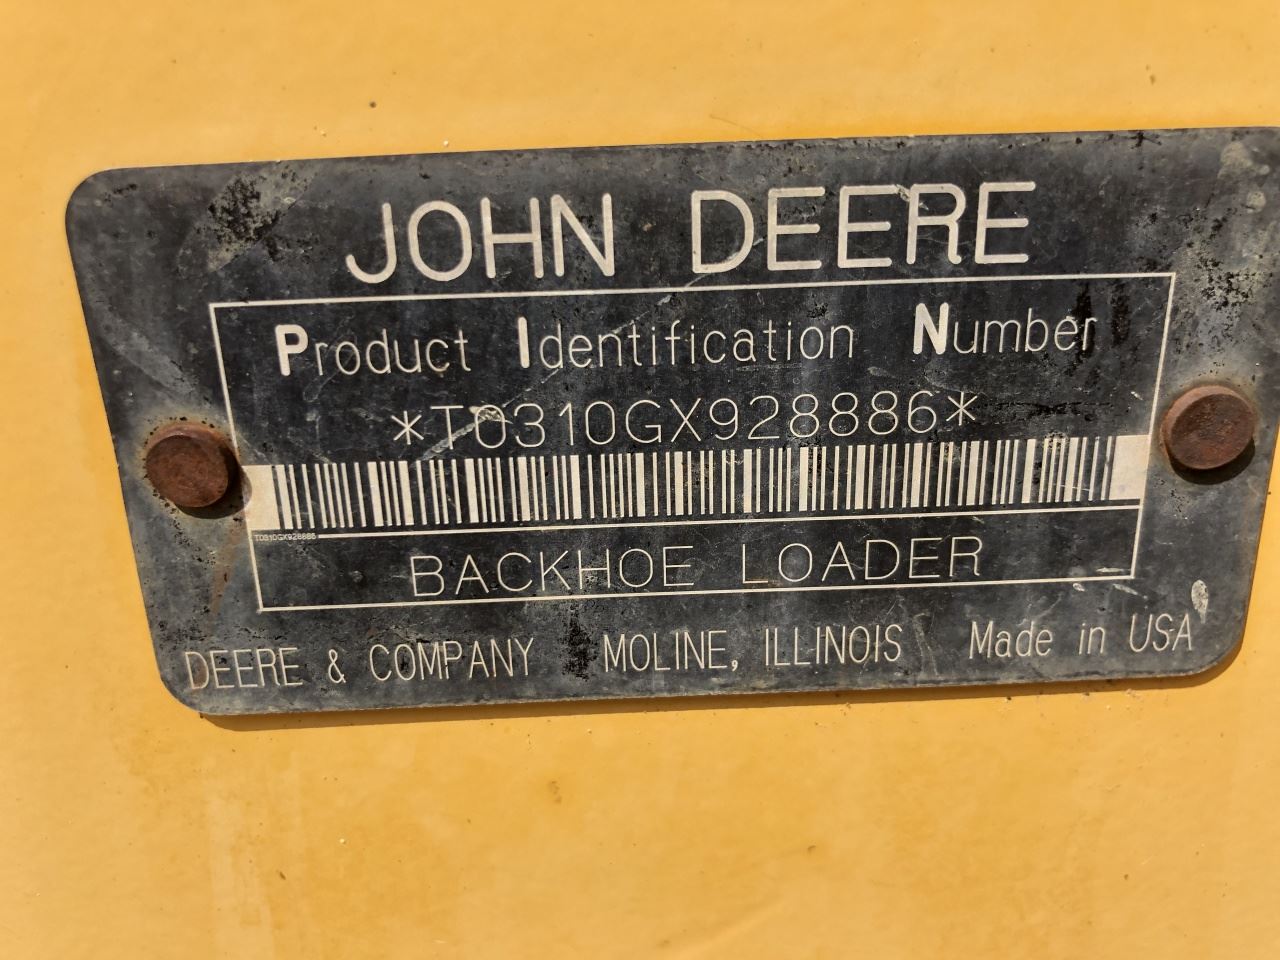 JOHN DEERE
Product Identification Number
*T0310GX928886*
T0310GX928886
BACKHOE LOADER
DEERE & COMPANY MOLINE, ILLINOIS Made in USA